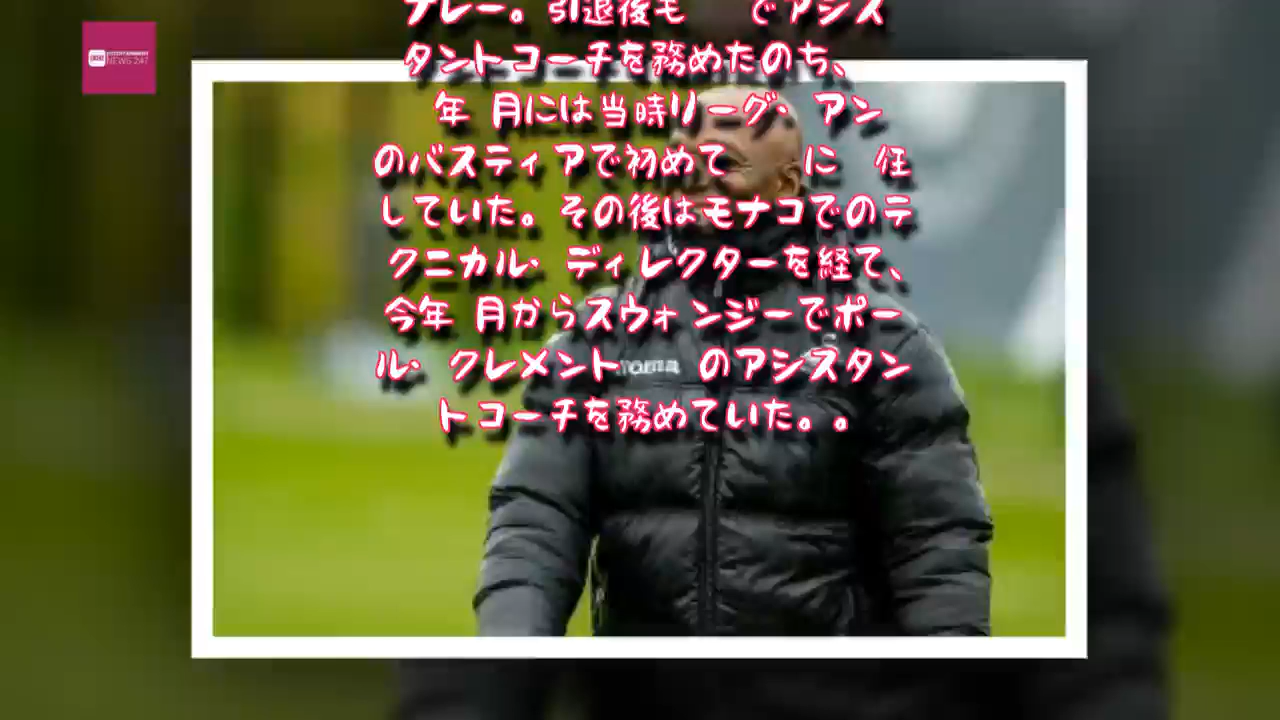 プレー。引退後も でアシス
タントコーチを務めたのち、
年 月には当時リーグ・ アン
のバスティアで初めて に 任
していた。その後はモナコでのテ
クニカル・ ディレクターを経て、
今年 月からスウォンジーでポー
ル・ クレメント のアシスタン
トコーチを務めていた。。
joma
ENTERTAINMENT
NEWS 24/7